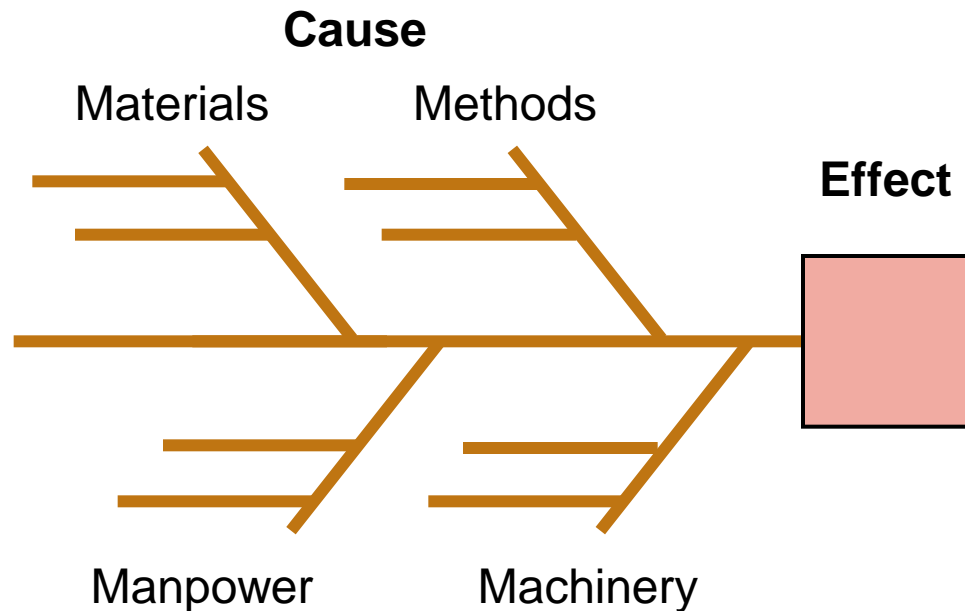 Cause
Materials
Methods
Effect
Manpower
Machinery